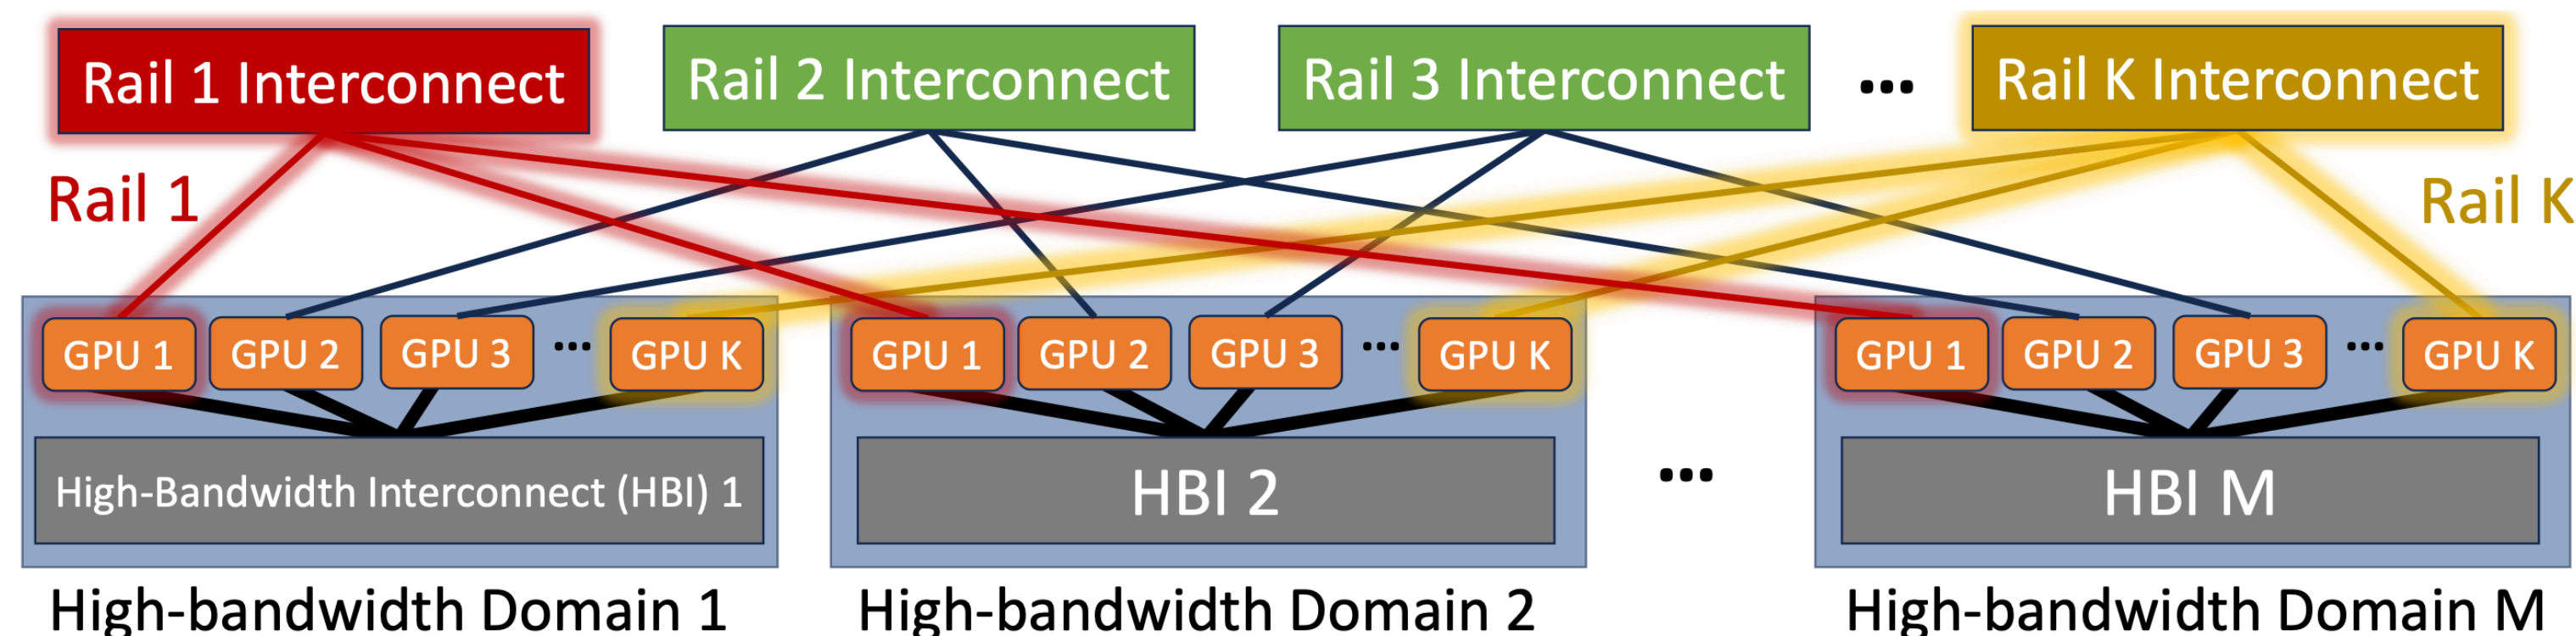 Rail 1 Interconnect
Rail 2 Interconnect
Rail 3 Interconnect
...
Rail K Interconnect
Rail 1
Rail K
GPU 1
GPU 2
GPU 3
...
GPU K
GPU 1
GPU 2
GPU 3
...
GPU K
GPU 1
GPU 2
GPU 3
...
GPU K
High-Bandwidth Interconnect (HBI) 1
HBI 2
...
HBI M
High-bandwidth Domain 1
High-bandwidth Domain 2
High-bandwidth Domain M